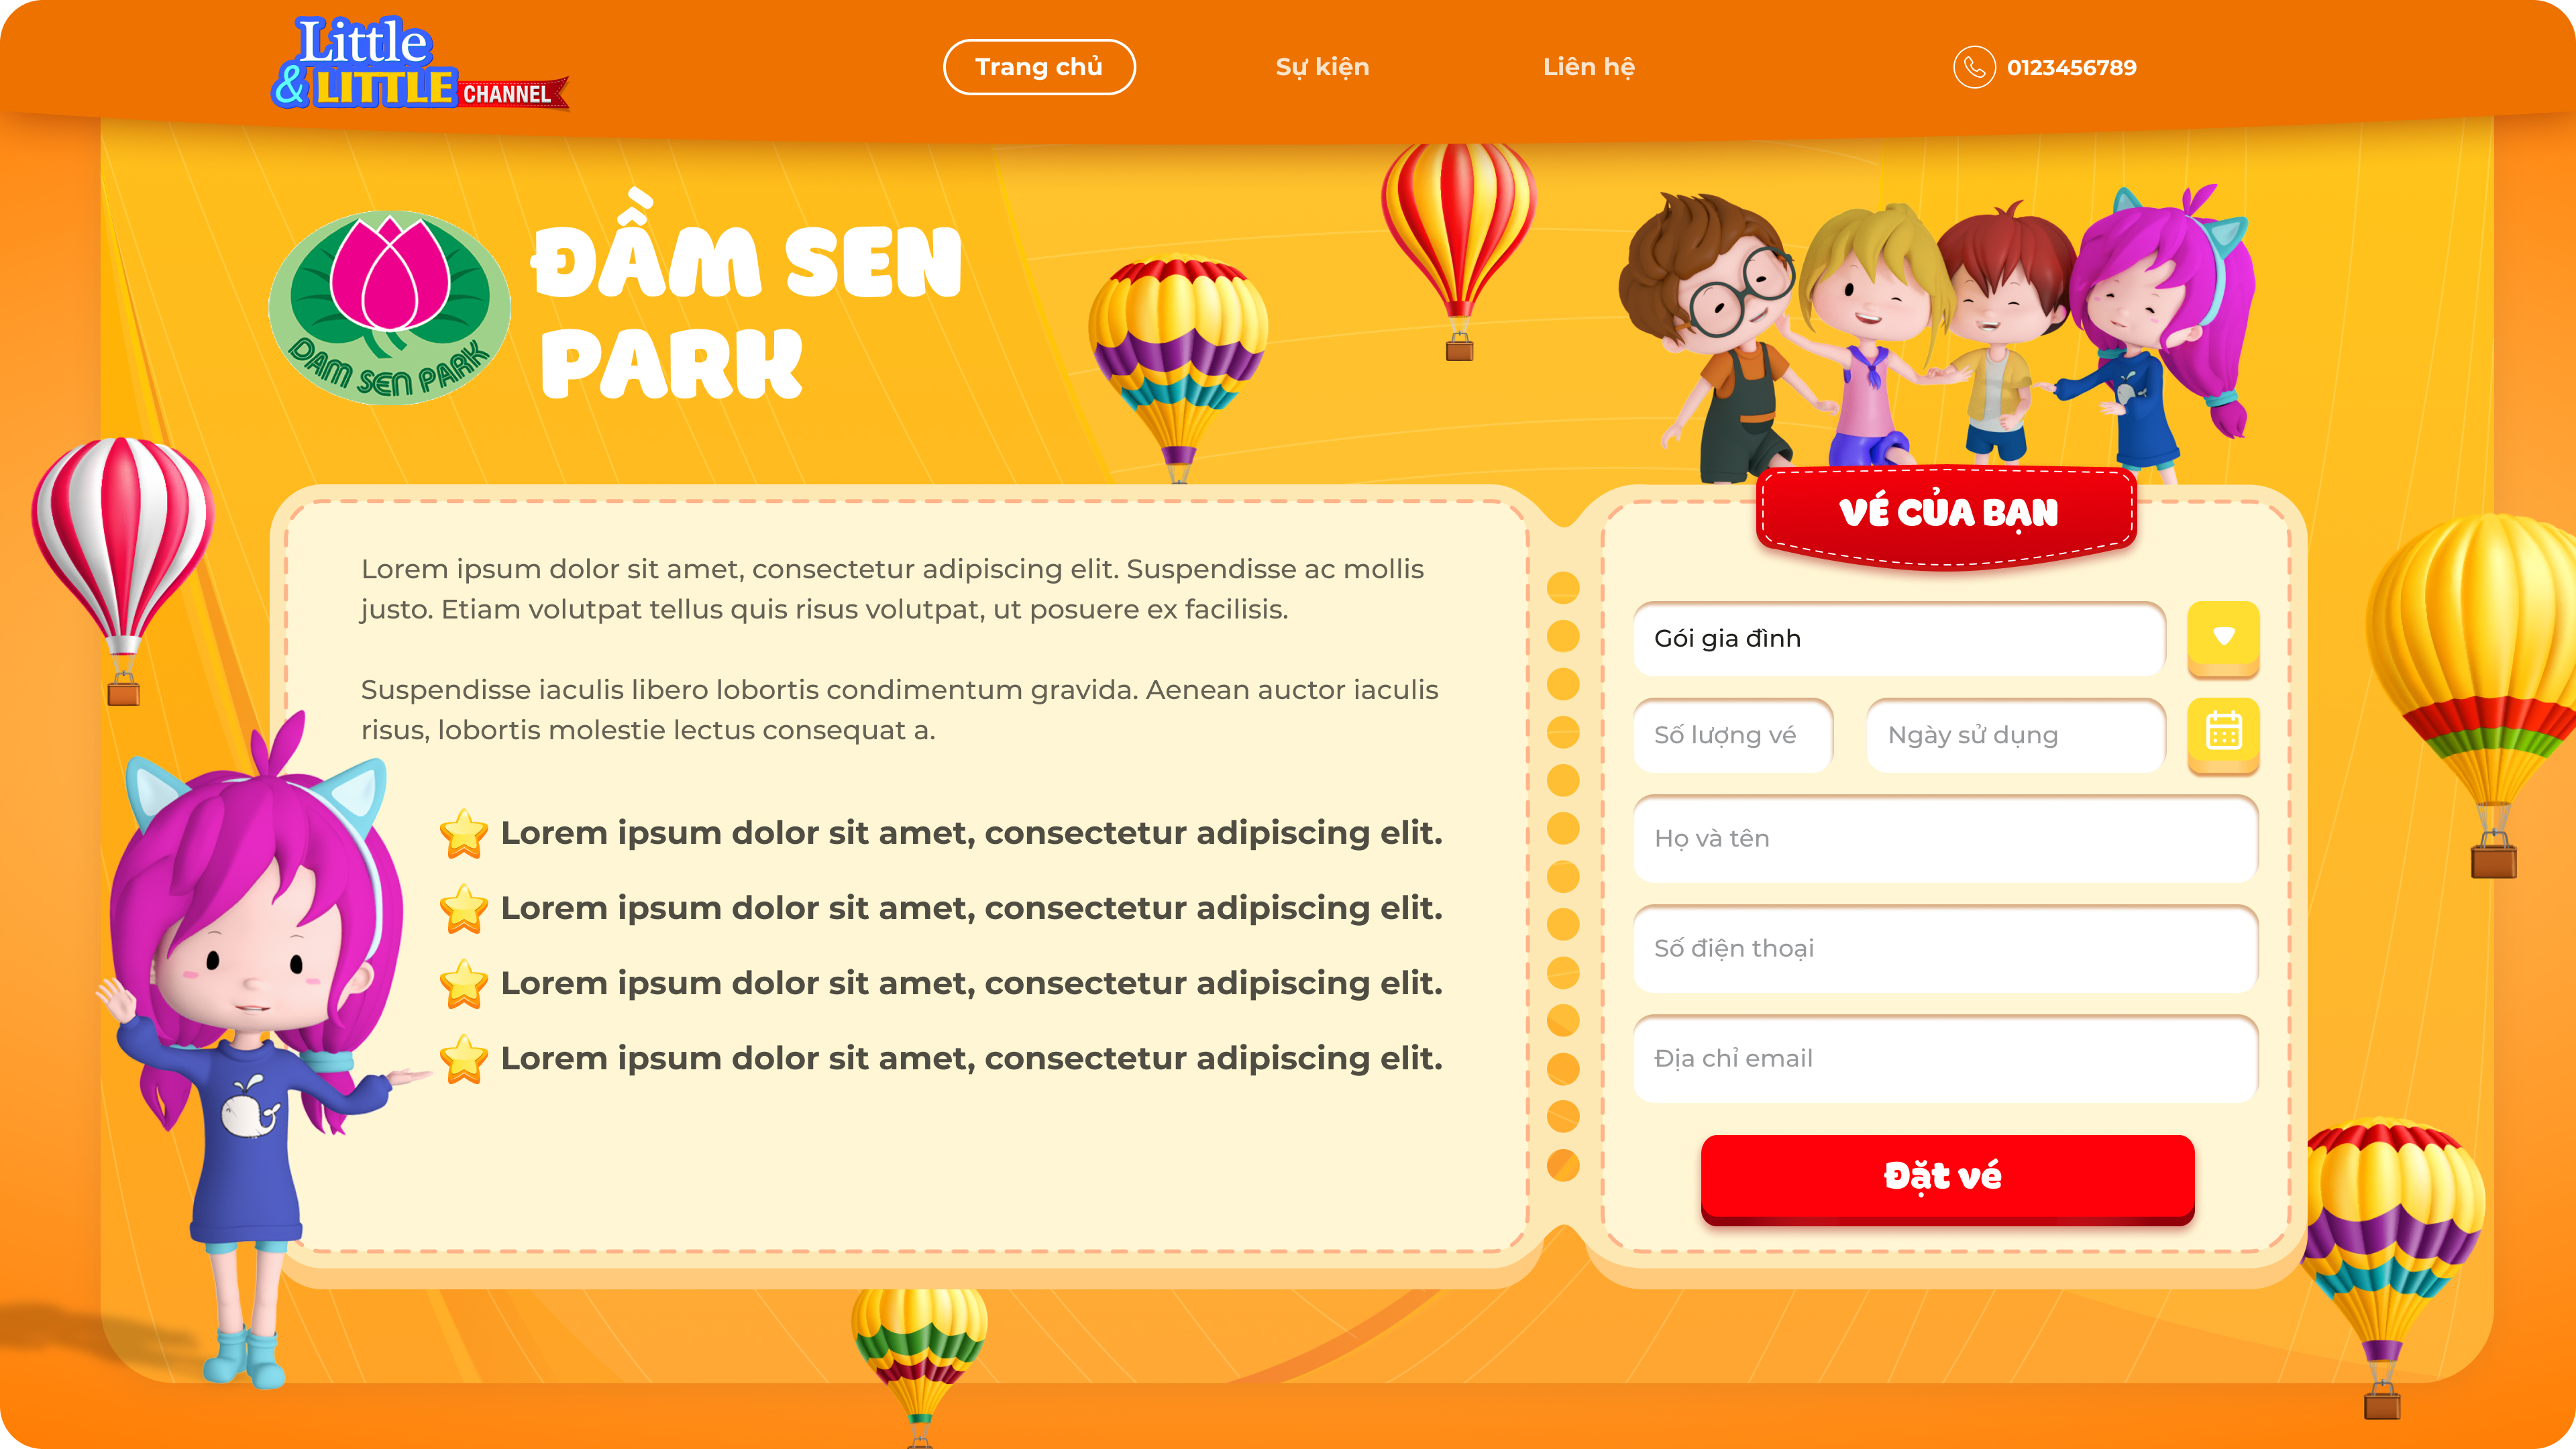 Little
& LITTLE CHANNEL
Trang chủ
Sự kiện
Liên hệ
0123456789
DAM SEN PARK
ĐẦM SEN
PARK
Lorem ipsum dolor sit amet, consectetur adipiscing elit. Suspendisse ac mollis
justo. Etiam volutpat tellus quis risus volutpat, ut posuere ex facilisis.
Suspendisse iaculis libero lobortis condimentum gravida. Aenean auctor iaculis
risus, lobortis molestie lectus consequat a.
Lorem ipsum dolor sit amet, consectetur adipiscing elit.
Lorem ipsum dolor sit amet, consectetur adipiscing elit.
Lorem ipsum dolor sit amet, consectetur adipiscing elit.
Lorem ipsum dolor sit amet, consectetur adipiscing elit.
VÉ CỦA BẠN
Gói gia đình
Số lượng vé
Ngày sử dụng
Họ và tên
Số điện thoại
Địa chỉ email
Đặt vé